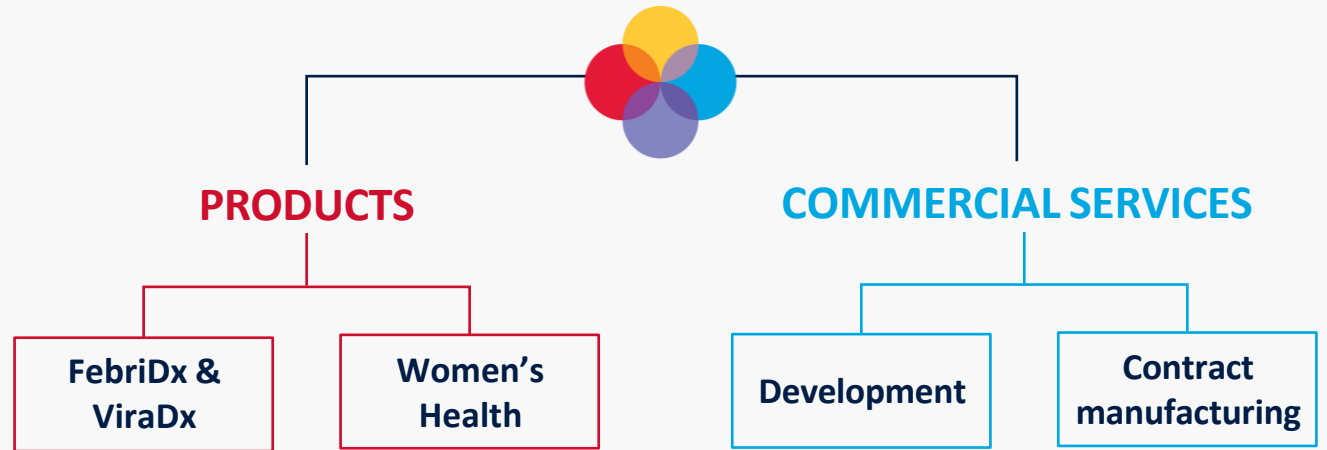 PRODUCTS
COMMERCIAL SERVICES
FebriDx &
ViraDx
Women’s
Health
Development
Contract
manufacturing